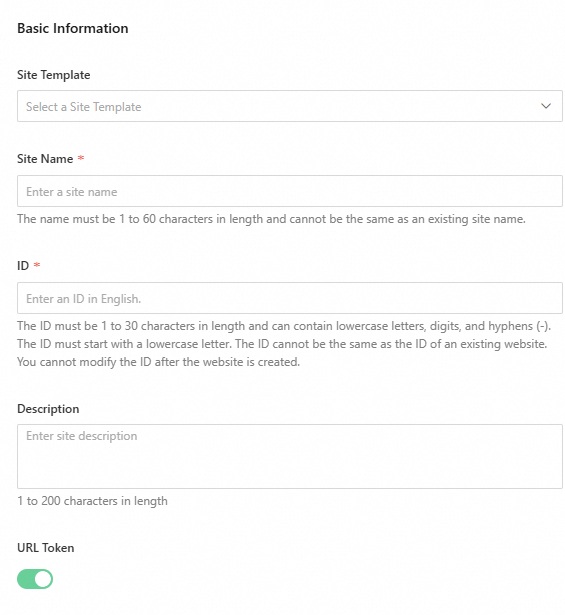 Basic Information
Site Template
Select a Site Template
Site Name *
Enter a site name
The name must be 1 to 60 characters in length and cannot be the same as an existing site name.
ID *
Enter an ID in English.
The ID must be 1 to 30 characters in length and can contain lowercase letters, digits, and hyphens (-).
The ID must start with a lowercase letter. The ID cannot be the same as the ID of an existing website.
You cannot modify the ID after the website is created.
Description
Enter site description
1 to 200 characters in length
URL Token